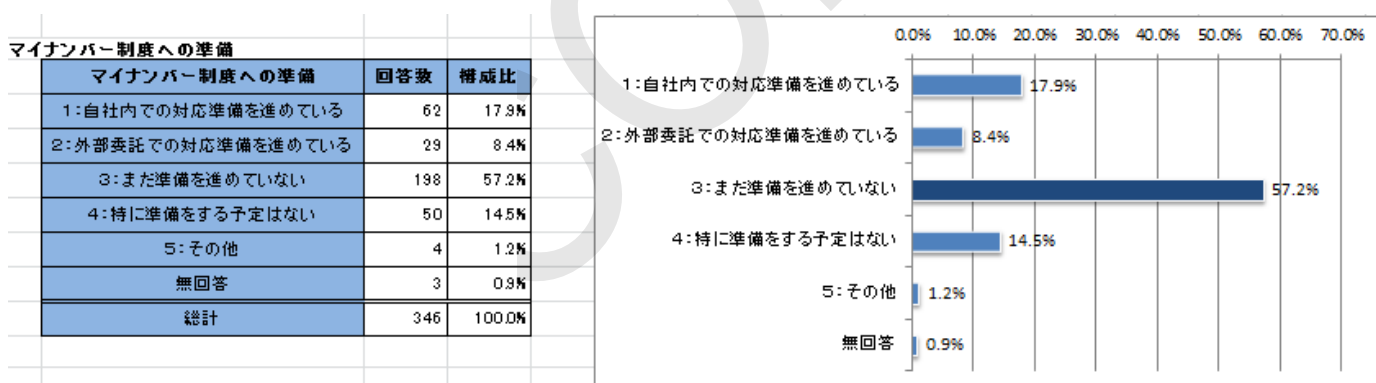 マイナンバー制度への準備
マイナンバー制度への準備 回答数 構成比
1:自社内での対応準備を進めている 62 17.9%
2:外部委託での対応準備を進めている 29 8.4%
3:まだ準備を進めていない 198 57.2%
4:特に準備をする予定はない 50 14.5%
5:その他 4 1.2%
無回答 3 0.9%
総計 346 100.0%
0.0% 10.0% 20.0% 30.0% 40.0% 50.0% 60.0% 70.0%
1:自社内での対応準備を進めている 17.9%
2:外部委託での対応準備を進めている 8.4%
3:まだ準備を進めていない 57.2%
4:特に準備をする予定はない 14.5%
5:その他 1.2%
無回答 0.9%